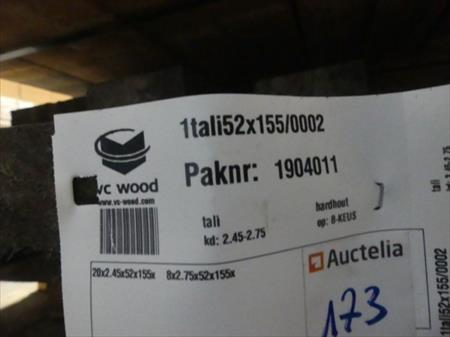 1tali52x155/0002
vc wood
www.vc-wood.com
Paknr: 1904011
tali
kd: 2.45-2.75
hardhout
op: B-KEUS
20x2.45x52x155x 8x2.75x52x155x
Auctelia
173
tali
1tali52x155/0002